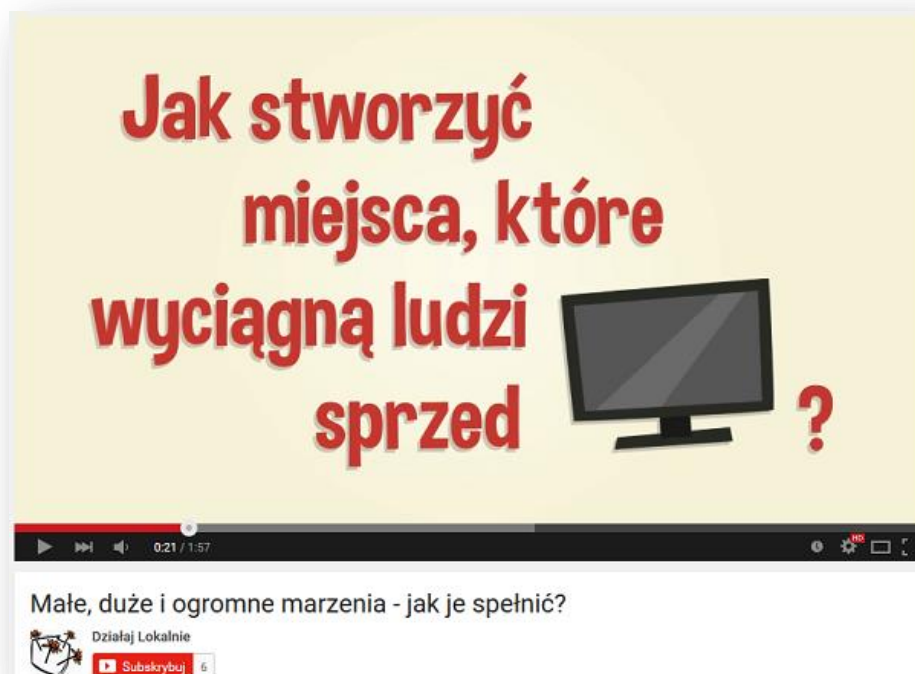 Jak stworzyć
miejsca, które
wyciągną ludzi
sprzed ?
0:21 / 1:57
HD
Małe, duże i ogromne marzenia - jak je spełnić?
Działaj Lokalnie
Subskrybuj 6